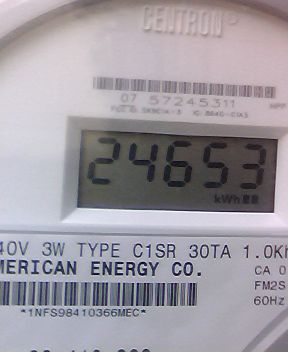 CENTRON
07 57245311
24653
kWh
40V 3W TYPE C1SR 30TA 1.0Kh
MERICAN ENERGY CO.
CA 0
FM2S
60Hz
*1NFS98410366MEC*